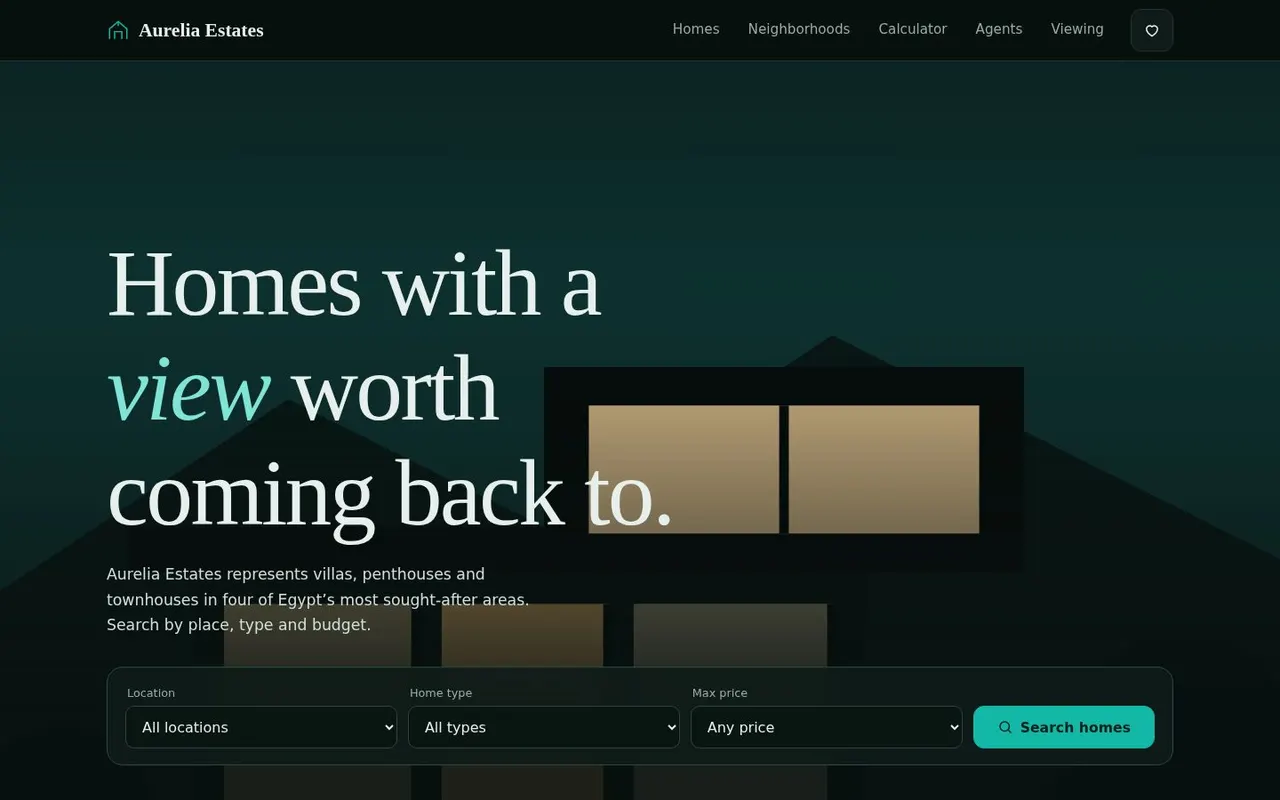 Aurelia Estates
Homes
Neighborhoods
Calculator
Agents
Viewing
Homes with a
view worth
coming back to.
Aurelia Estates represents villas, penthouses and
townhouses in four of Egypt’s most sought-after areas.
Search by place, type and budget.
Location
Home type
Max price
All locations
All types
Any price
Search homes